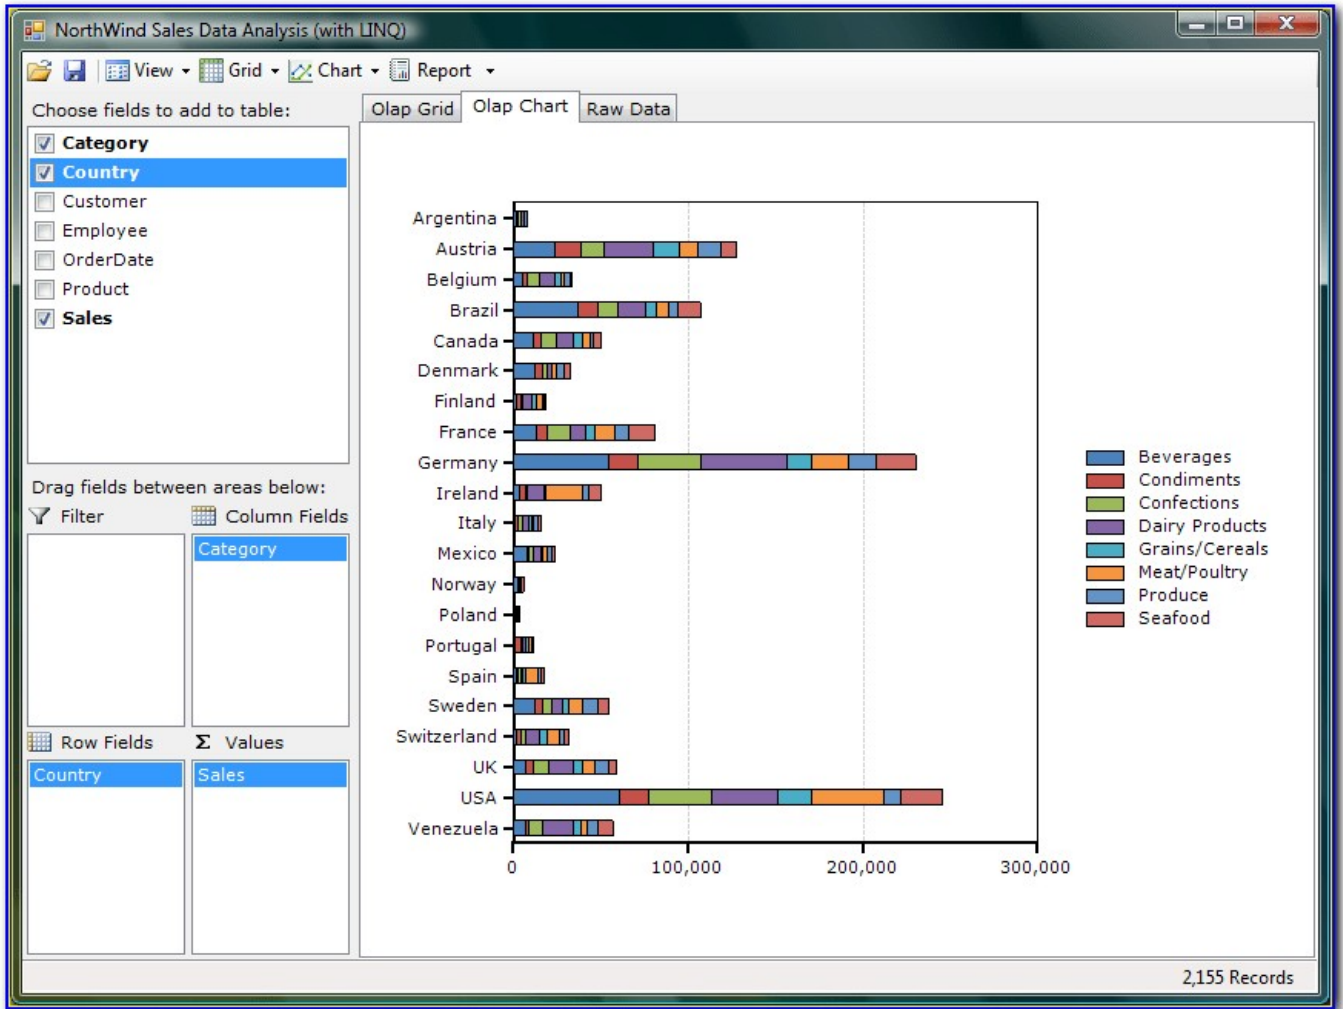 NorthWind Sales Data Analysis (with LINQ)
View Grid Chart Report
Choose fields to add to table:
Category
Country
Customer
Employee
OrderDate
Product
Sales
Drag fields between areas below:
Filter
Column Fields
Category
Row Fields
Σ Values
Country
Sales
Olap Grid Olap Chart Raw Data
Argentina
Austria
Belgium
Brazil
Canada
Denmark
Finland
France
Germany
Ireland
Italy
Mexico
Norway
Poland
Portugal
Spain
Sweden
Switzerland
UK
USA
Venezuela
0 100,000 200,000 300,000
Beverages
Condiments
Confections
Dairy Products
Grains/Cereals
Meat/Poultry
Produce
Seafood
2,155 Records